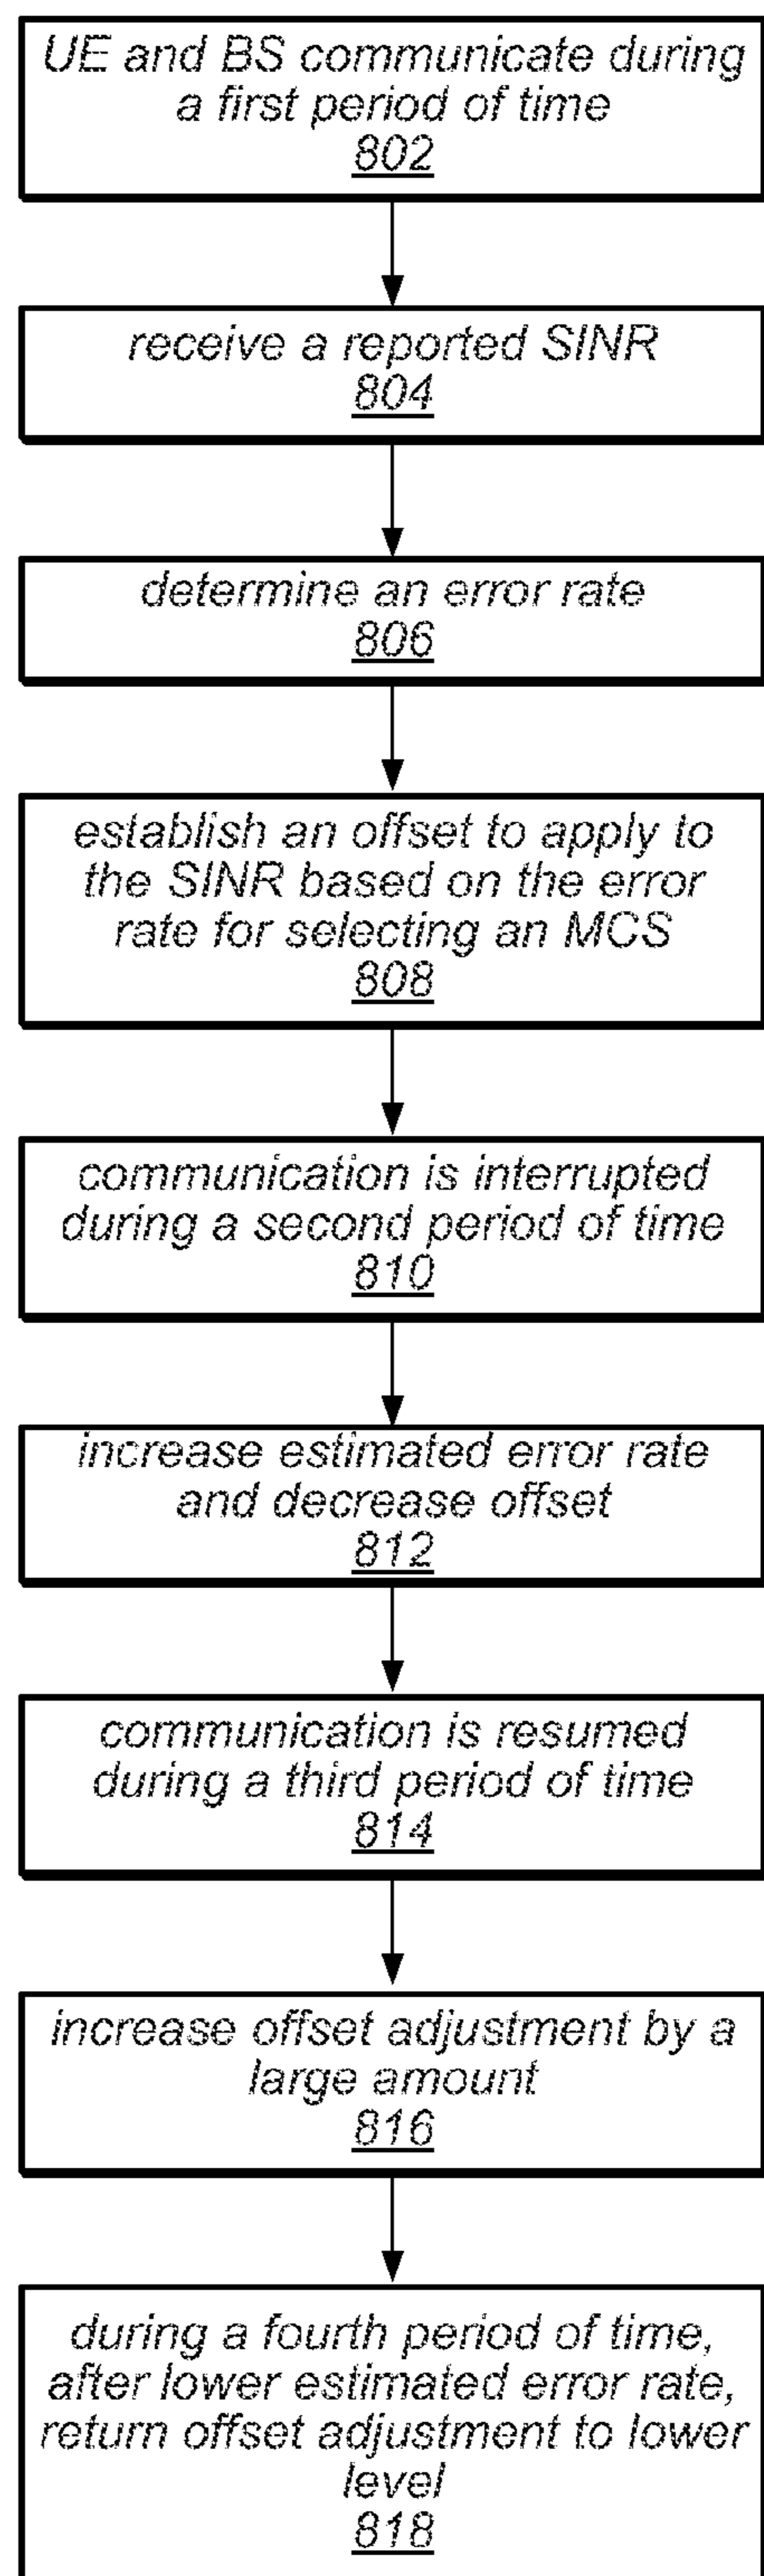 UE and BS communicate during
a first period of time
802
receive a reported SINR
804
determine an error rate
806
establish an offset to apply to
the SINR based on the error
rate for selecting an MCS
808
communication is interrupted
during a second period of time
810
increase estimated error rate
and decrease offset
812
communication is resumed
during a third period of time
814
increase offset adjustment by a
large amount
816
during a fourth period of time,
after lower estimated error rate,
return offset adjustment to lower
level
818